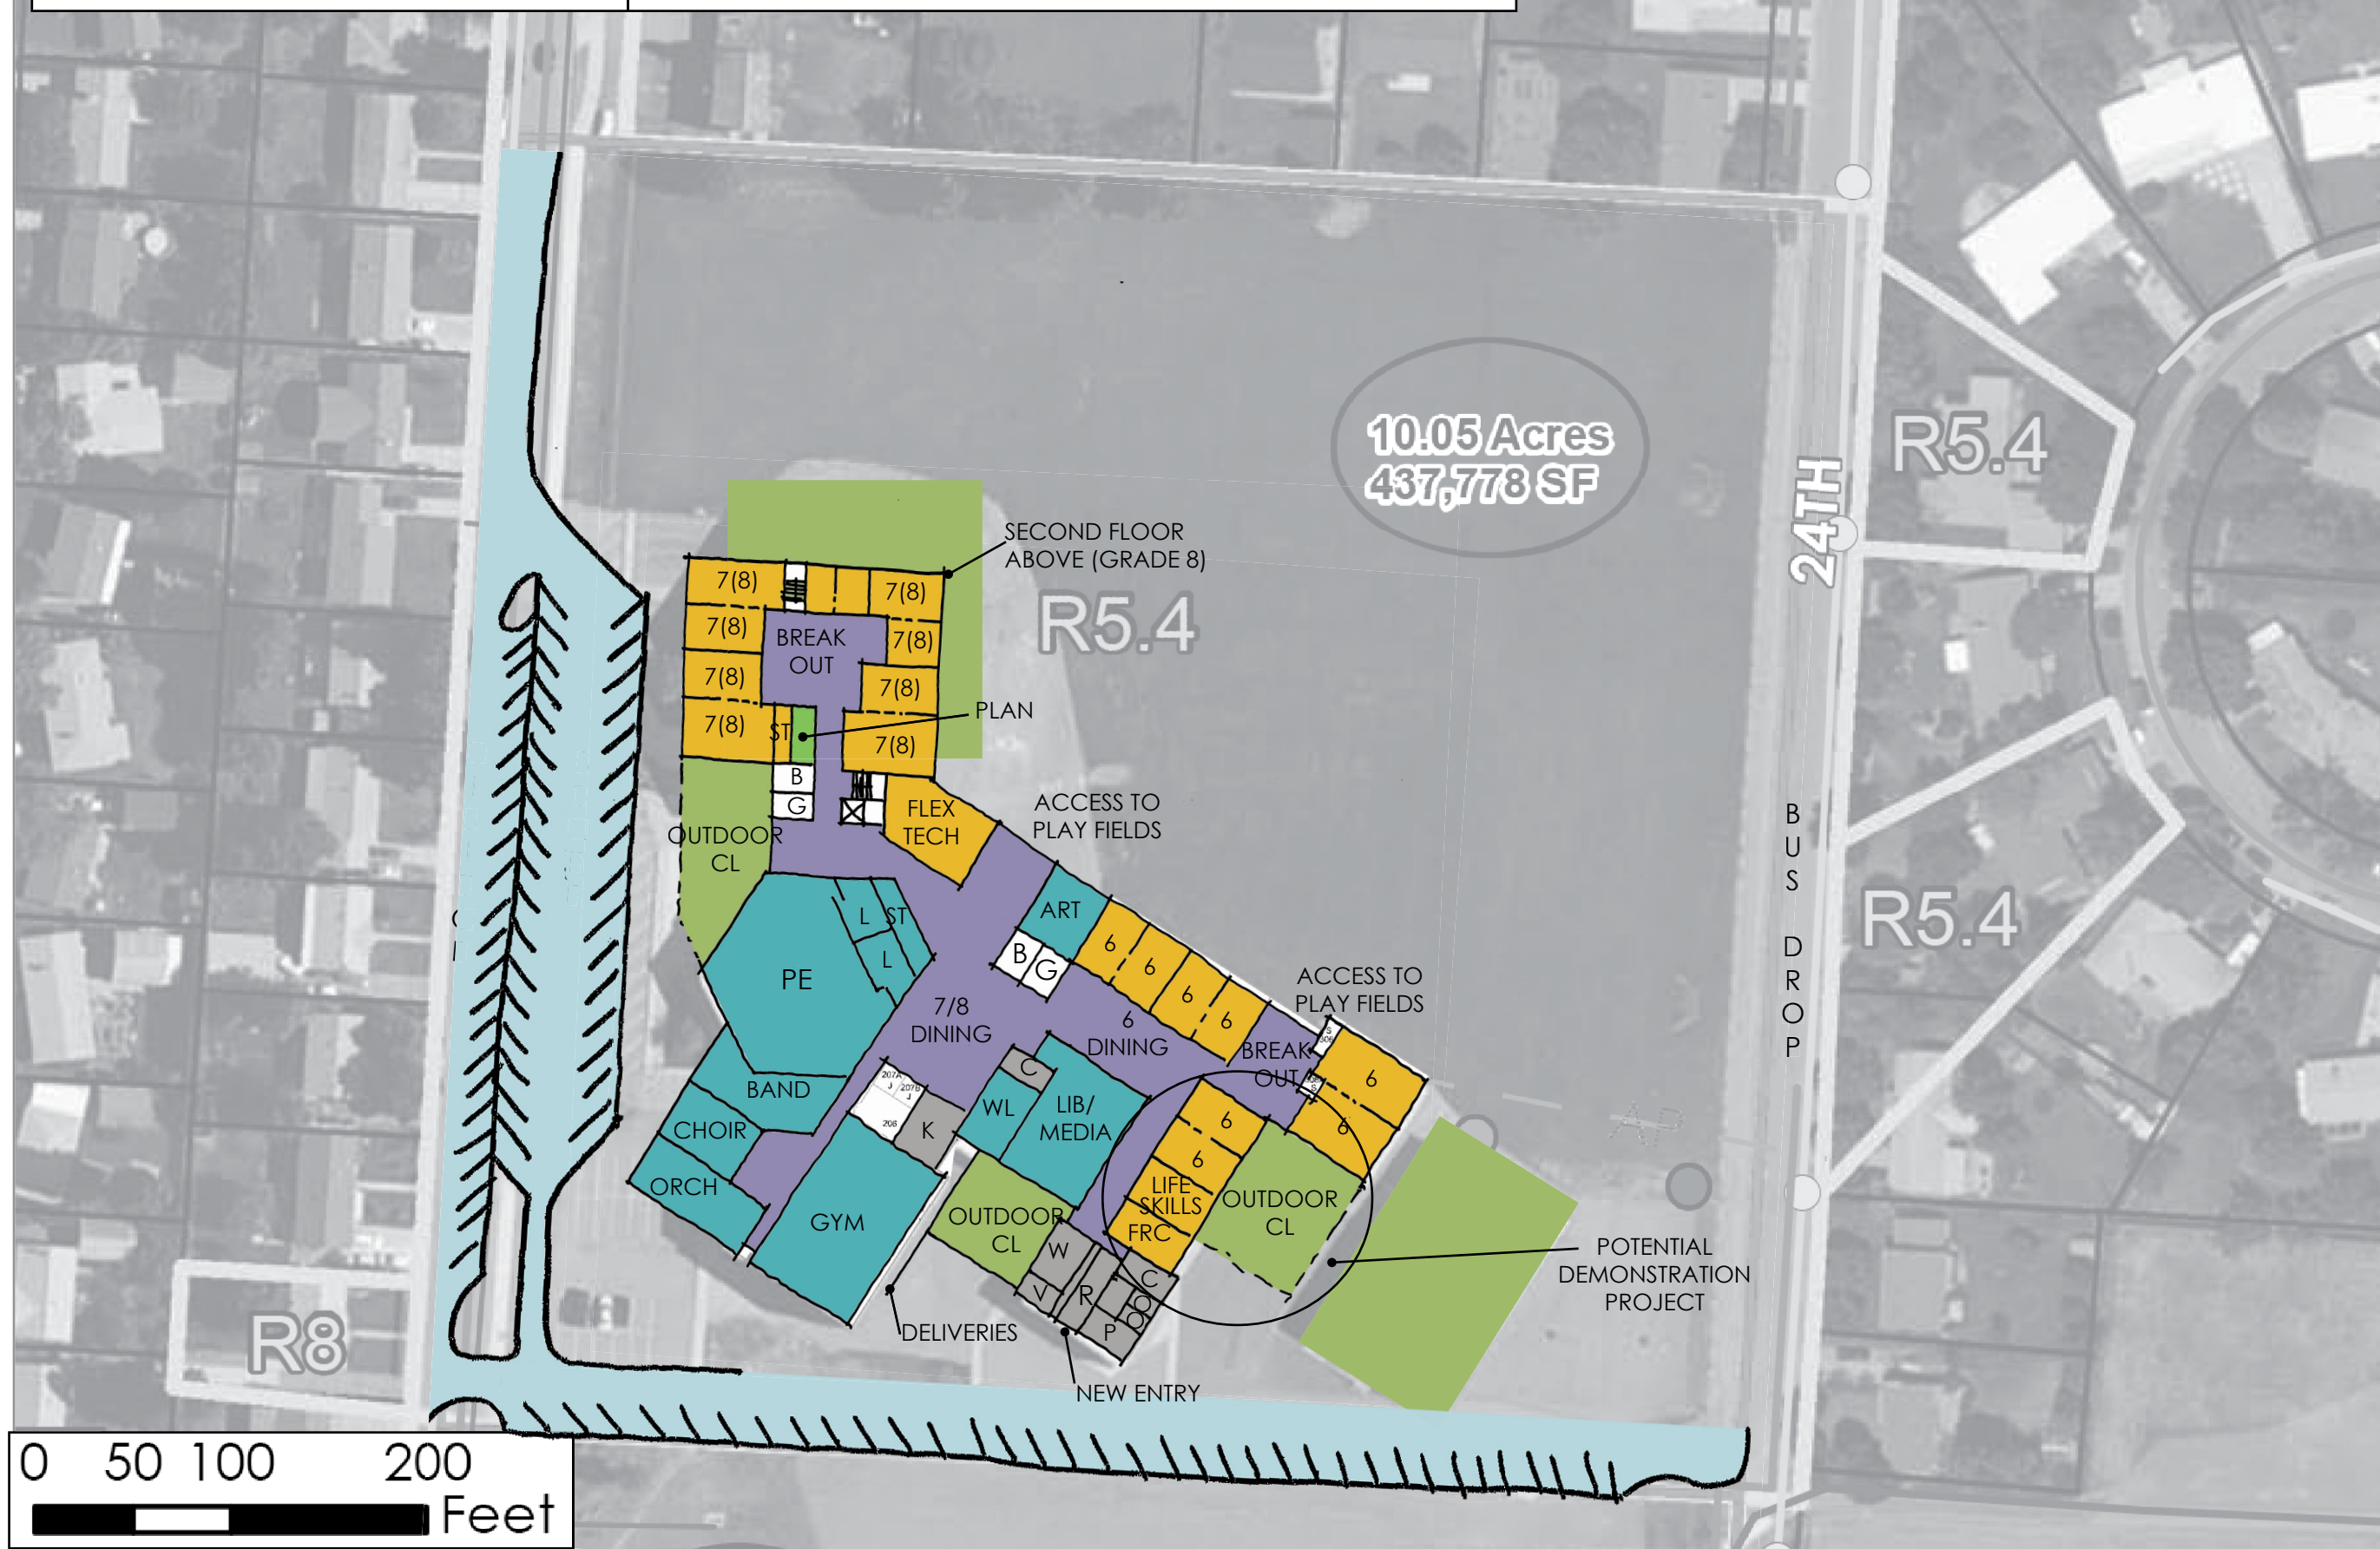 10.05 Acres
437,778 SF
R5.4
24TH
SECOND FLOOR
ABOVE (GRADE 8)
R5.4
7(8)
7(8)
7(8)
BREAK
OUT
7(8)
7(8)
7(8)
PLAN
7(8)
ST
7(8)
B
G
FLEX
TECH
OUTDOOR
CL
ACCESS TO
PLAY FIELDS
BUS DROP
R5.4
L
ST
L
PE
ART
B
G
6
6
6
6
ACCESS TO
PLAY FIELDS
7/8
DINING
6
DINING
BREAK
OUT
S
6
6
BAND
CHOIR
ORCH
207A
J
207B
J
206
K
C
WL
LIB/
MEDIA
6
6
LIFE
SKILLS
FRC
OUTDOOR
CL
GYM
OUTDOOR
CL
W
V
R
C
O
O
P
POTENTIAL
DEMONSTRATION
PROJECT
DELIVERIES
NEW ENTRY
R8
0 50 100 200
Feet